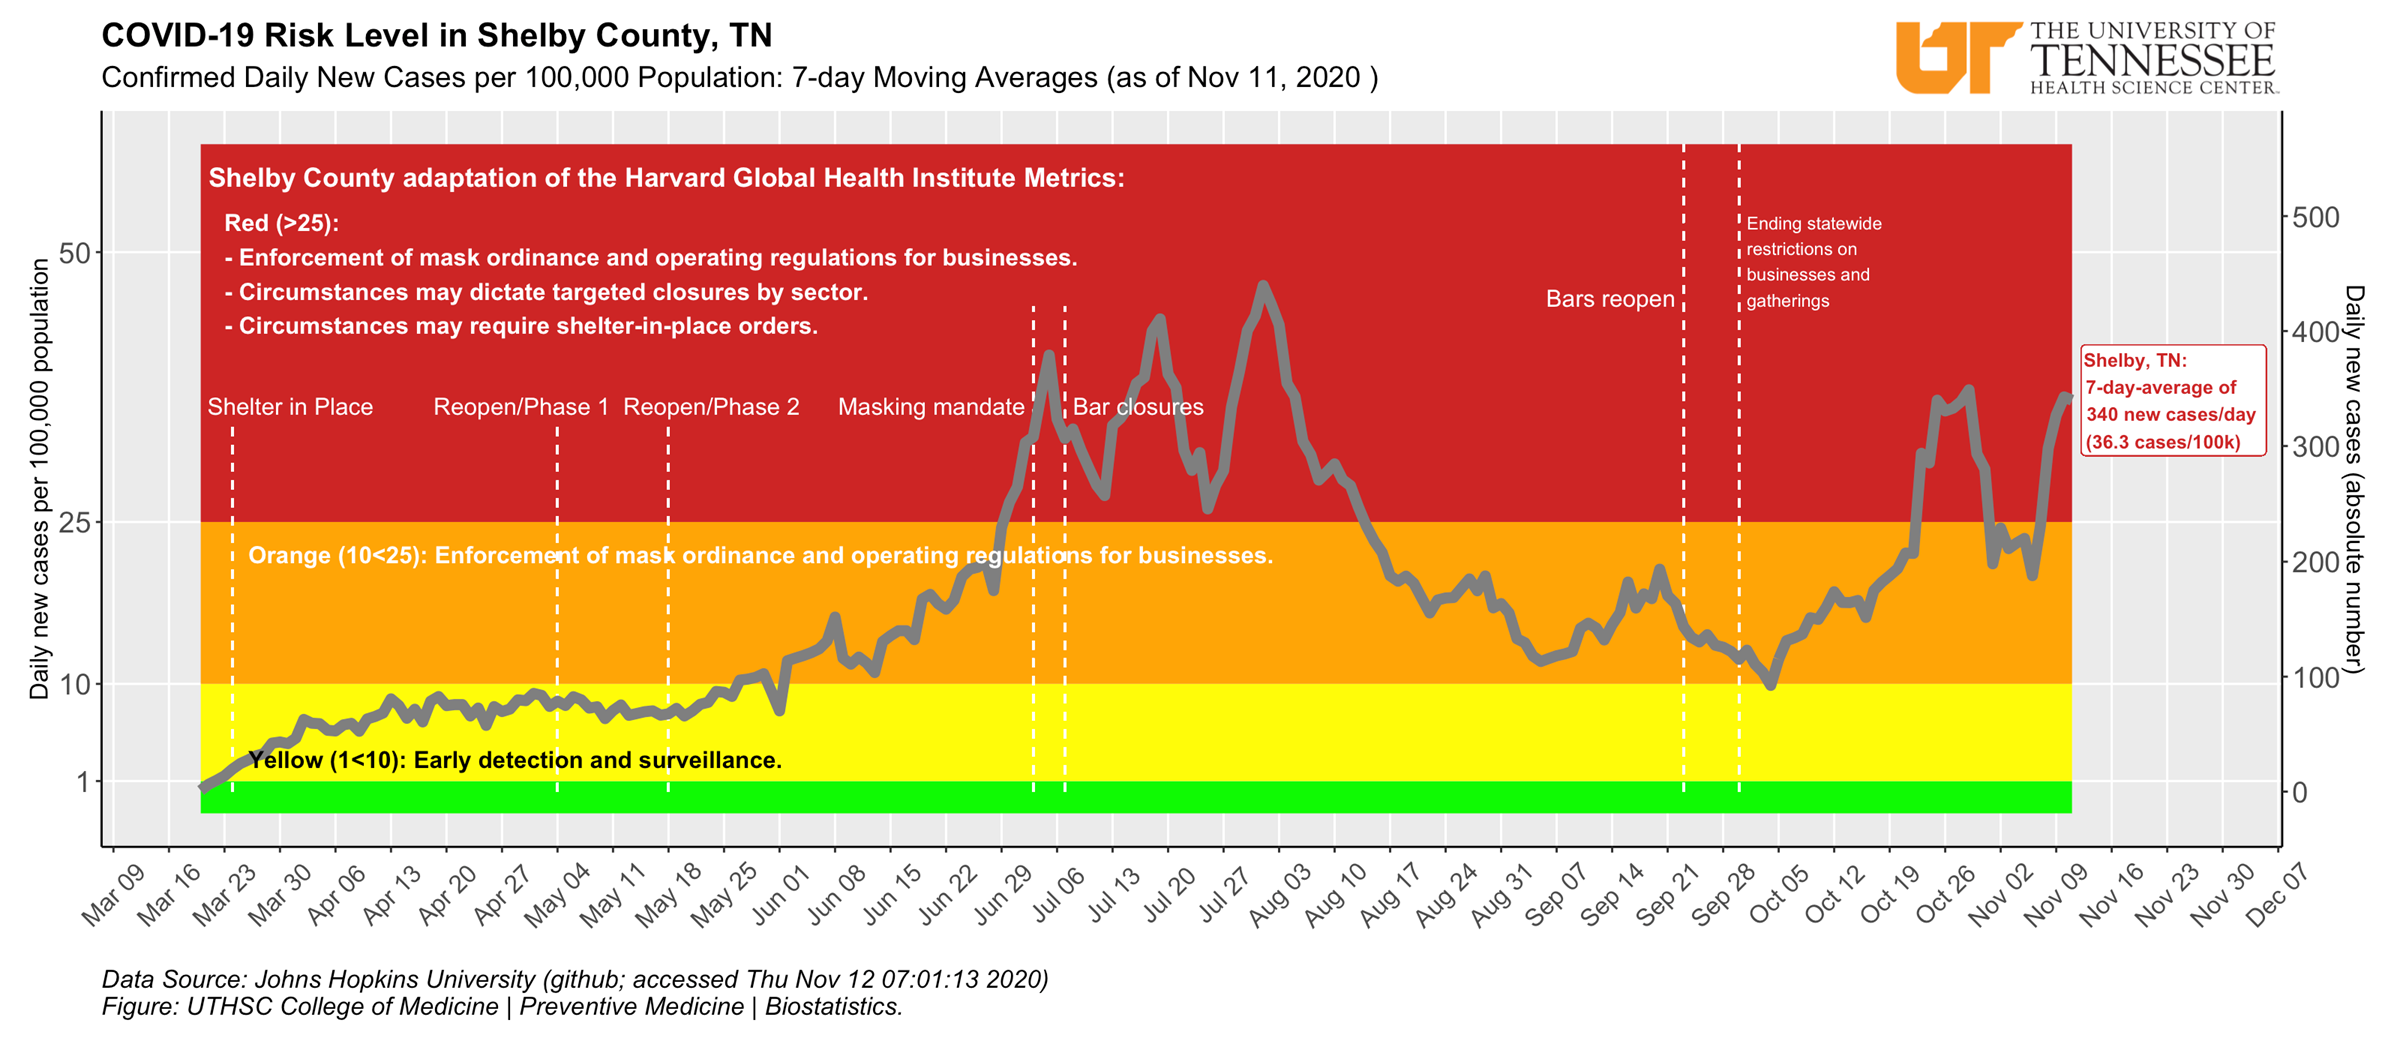 COVID-19 Risk Level in Shelby County, TN
Confirmed Daily New Cases per 100,000 Population: 7-day Moving Averages (as of Nov 11, 2020 )
UT
THE UNIVERSITY OF
TENNESSEE
HEALTH SCIENCE CENTER
Shelby County adaptation of the Harvard Global Health Institute Metrics:
Red (>25):
- Enforcement of mask ordinance and operating regulations for businesses.
- Circumstances may dictate targeted closures by sector.
- Circumstances may require shelter-in-place orders.
Ending statewide
restrictions on
businesses and
gatherings
Bars reopen
Shelter in Place
Reopen/Phase 1
Reopen/Phase 2
Masking mandate
Bar closures
Shelby, TN:
7-day-average of
340 new cases/day
(36.3 cases/100k)
Orange (10<25): Enforcement of mask ordinance and operating regulations for businesses.
Yellow (1<10): Early detection and surveillance.
Daily new cases per 100,000 population
50
25
10
1
Daily new cases (absolute number)
500
400
300
200
100
0
Mar 09
Mar 16
Mar 23
Mar 30
Apr 06
Apr 13
Apr 20
Apr 27
May 04
May 11
May 18
May 25
Jun 01
Jun 08
Jun 15
Jun 22
Jun 29
Jul 06
Jul 13
Jul 20
Jul 27
Aug 03
Aug 10
Aug 17
Aug 24
Aug 31
Sep 07
Sep 14
Sep 21
Sep 28
Oct 05
Oct 12
Oct 19
Oct 26
Nov 02
Nov 09
Nov 16
Nov 23
Nov 30
Dec 07
Data Source: Johns Hopkins University (github; accessed Thu Nov 12 07:01:13 2020)
Figure: UTHSC College of Medicine | Preventive Medicine | Biostatistics.